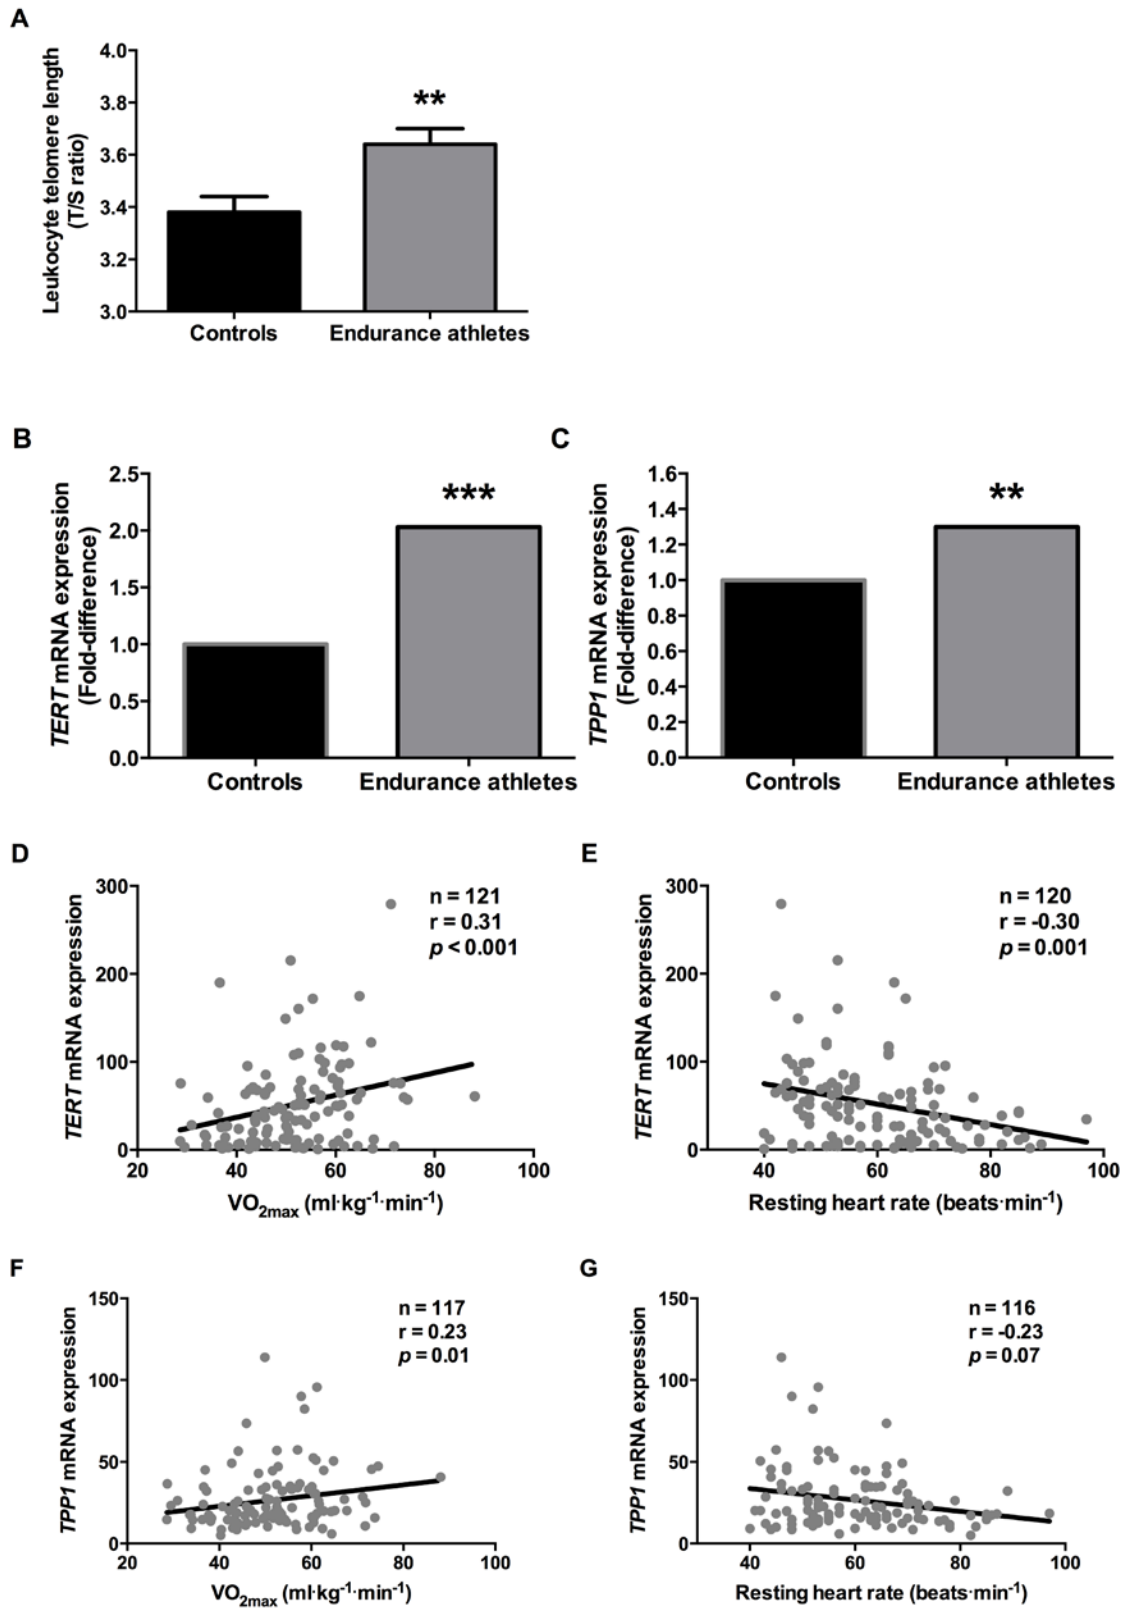 A
Leukocyte telomere length
(T/S ratio)
4.0
3.8
3.6
3.4
3.2
3.0
**
Controls
Endurance athletes
B
TERT mRNA expression
(Fold-difference)
2.5
2.0
1.5
1.0
0.5
0.0
***
Controls
Endurance athletes
C
TPP1 mRNA expression
(Fold-difference)
1.6
1.4
1.2
1.0
0.8
0.6
0.4
0.2
0.0
**
Controls
Endurance athletes
D
TERT mRNA expression
300
200
100
0
n = 121
r = 0.31
p < 0.001
20 40 60 80 100
VO₂max (ml·kg⁻¹·min⁻¹)
E
TERT mRNA expression
300
200
100
0
n = 120
r = -0.30
p = 0.001
40 60 80 100
Resting heart rate (beats·min⁻¹)
F
TPP1 mRNA expression
150
100
50
0
n = 117
r = 0.23
p = 0.01
20 40 60 80 100
VO₂max (ml·kg⁻¹·min⁻¹)
G
TPP1 mRNA expression
150
100
50
0
n = 116
r = -0.23
p = 0.07
40 60 80 100
Resting heart rate (beats·min⁻¹)